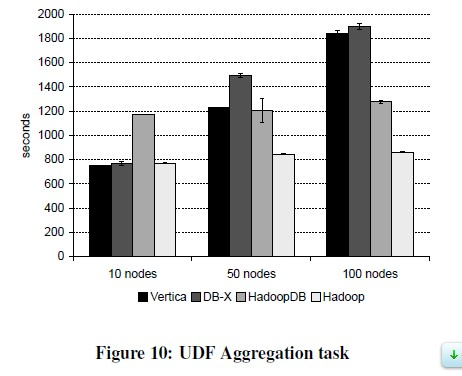 2000
1800
1600
1400
1200
1000
800
600
400
200
0
seconds
10 nodes 50 nodes 100 nodes
Vertica DB-X HadoopDB Hadoop
Figure 10: UDF Aggregation task